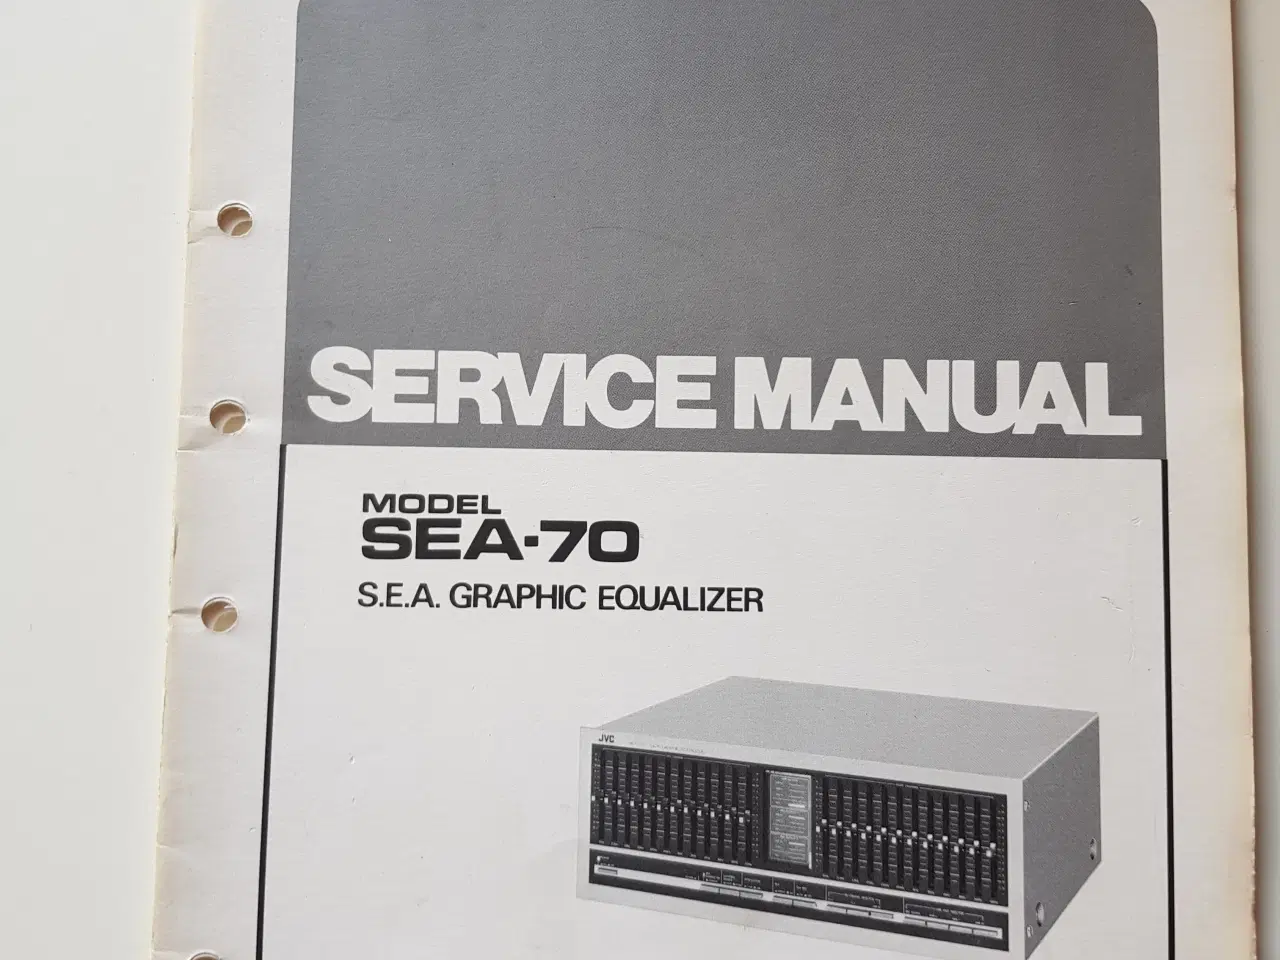 SERVICE MANUAL
MODEL
SEA-70
S.E.A. GRAPHIC EQUALIZER
JVC